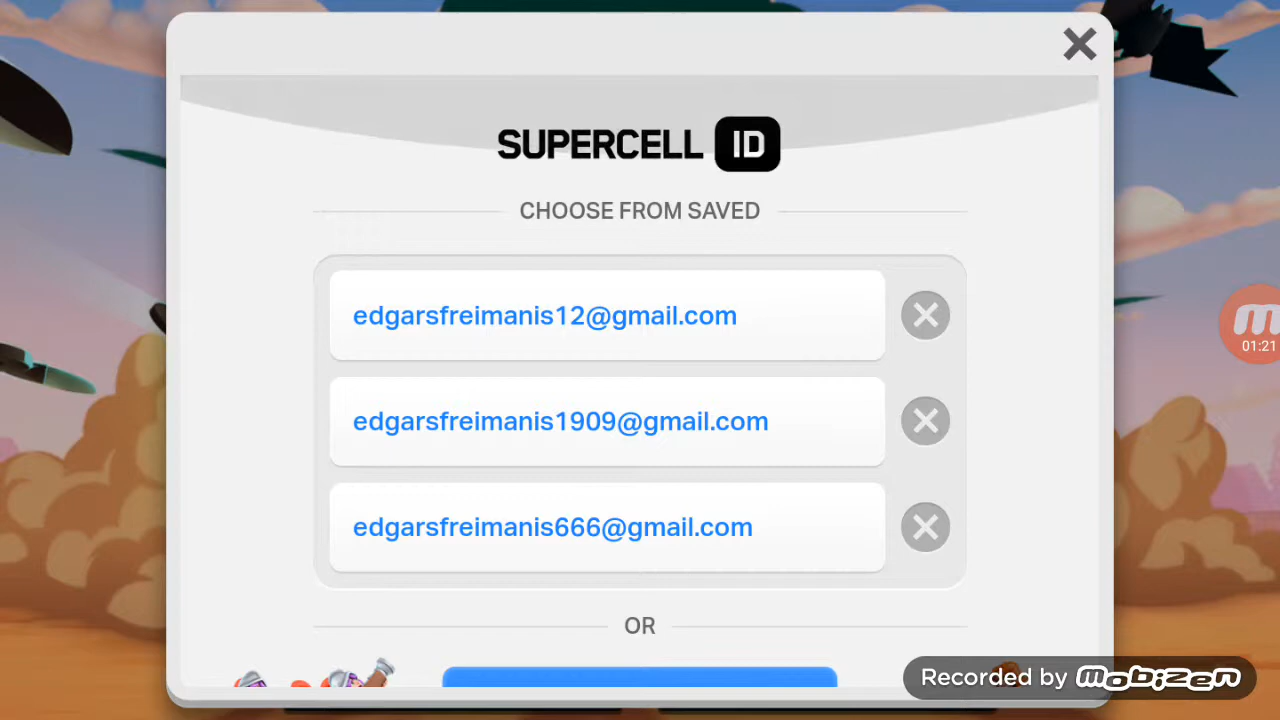 SUPERCELL ID
CHOOSE FROM SAVED
edgarsfreimanis12@gmail.com
edgarsfreimanis1909@gmail.com
edgarsfreimanis666@gmail.com
OR
01:21
Recorded by mobizen